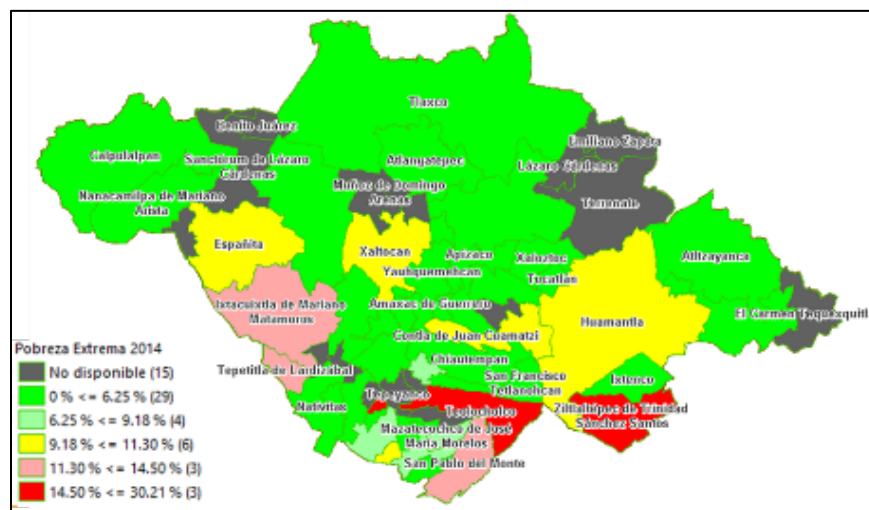 Tlaxco
Benito Juárez
Emiliano Zapata
Calpulalpan
Sanctórum de Lázaro
Cárdenas
Atlangatepec
Lázaro Cárdenas
Muñoz de Domingo
Arenas
Nanacamilpa de Mariano
Arista
Terrenate
Españita
Xaltocan
Apizaco
Xaloztoc
Altzayanca
Yauhquemehcan
Tocatlán
Ixtacuixtla de Mariano
Matamoros
Amaxac de Guerrero
Huamantla
El Carmen Tequexquitl
Contla de Juan Cuamatzi
Chiautempan
Tepetitla de Lardizábal
San Francisco
Tetlanohcan
Ixtenco
Tepeyanco
Nativitas
Teolocholco
Ziltlaltépec de Trinidad
Sánchez Santos
Mazatecochco de José
María Morelos
San Pablo del Monte
Pobreza Extrema 2014
No disponible (15)
0 % <= 6.25 % (29)
6.25 % <= 9.18 % (4)
9.18 % <= 11.30 % (6)
11.30 % <= 14.50 % (3)
14.50 % <= 30.21 % (3)